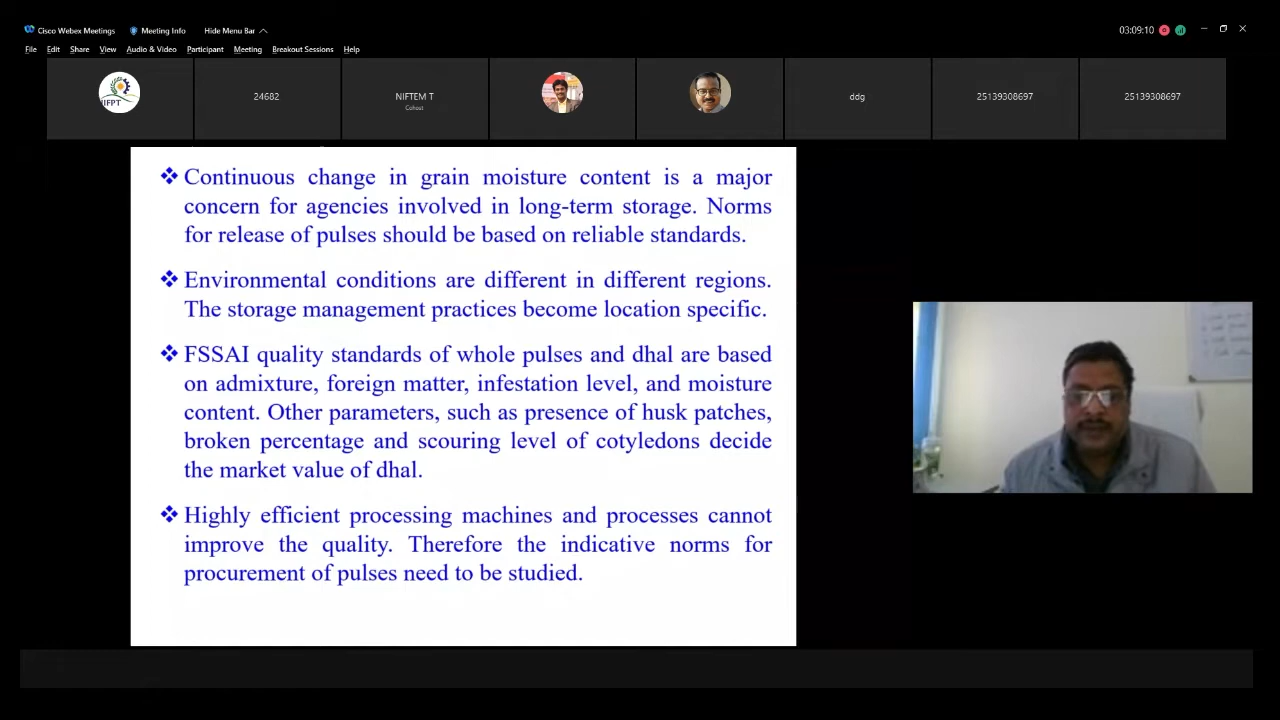 Cisco Webex Meetings Meeting Info Hide Menu Bar 03:09:10
File Edit Share View Audio & Video Participant Meeting Breakout Sessions Help
IIFPT 24682 NIFTEM T ddg 25139308697 25139308697
Cohost
❖ Continuous change in grain moisture content is a major
concern for agencies involved in long-term storage. Norms
for release of pulses should be based on reliable standards.
❖ Environmental conditions are different in different regions.
The storage management practices become location specific.
❖ FSSAI quality standards of whole pulses and dhal are based
on admixture, foreign matter, infestation level, and moisture
content. Other parameters, such as presence of husk patches,
broken percentage and scouring level of cotyledons decide
the market value of dhal.
❖ Highly efficient processing machines and processes cannot
improve the quality. Therefore the indicative norms for
procurement of pulses need to be studied.